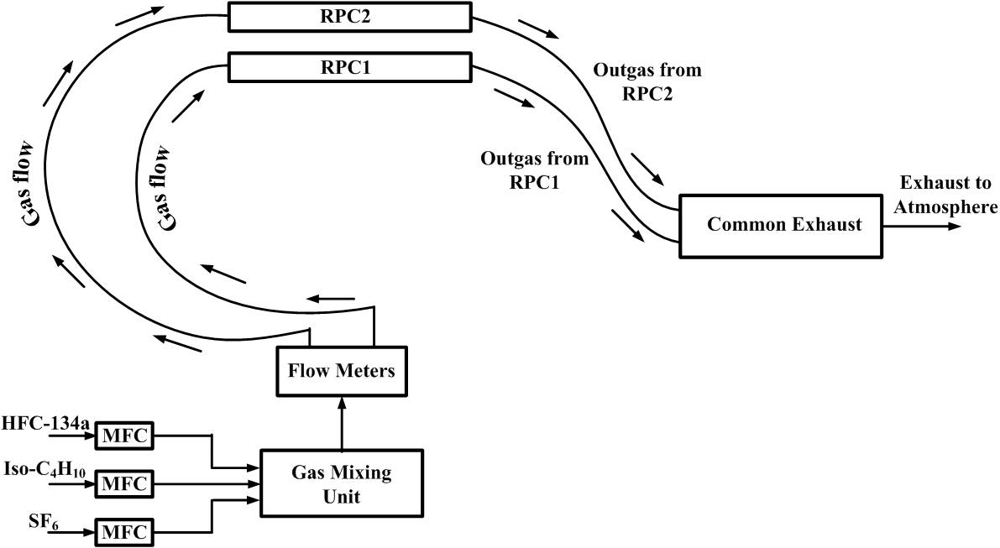 RPC2
RPC1
Outgas from
RPC2
Outgas from
RPC1
Gas flow
Gas flow
Exhaust to
Atmosphere
Common Exhaust
Flow Meters
HFC-134a
MFC
Iso-C₄H₁₀
MFC
SF₆
MFC
Gas Mixing
Unit